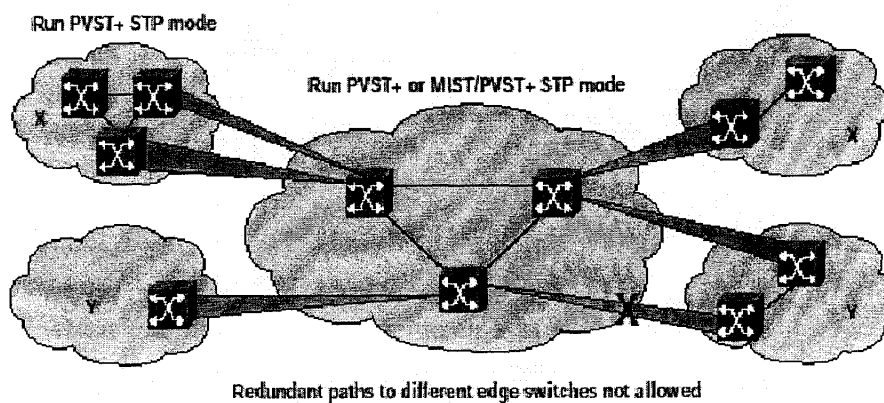 Run PVST+ STP mode
Run PVST+ or MIST/PVST+ STP mode
X
X
Y
X
Y
Redundant paths to different edge switches not allowed